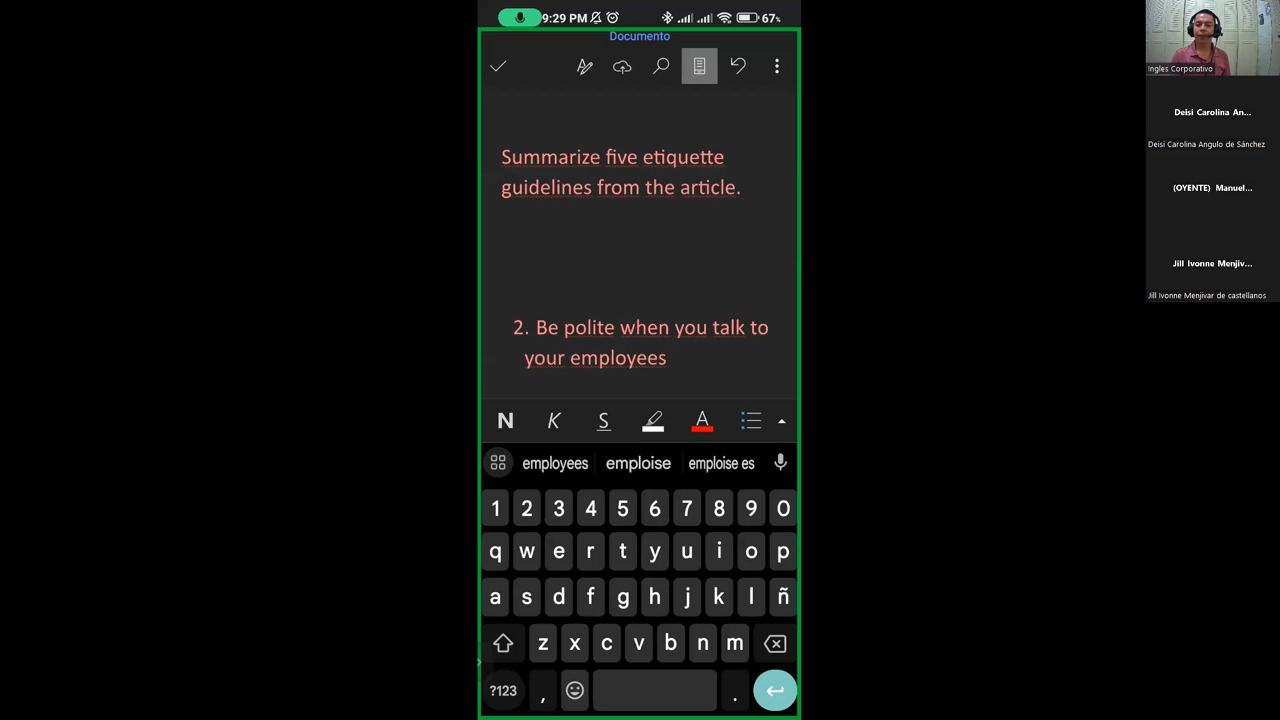 9:29 PM 67%
Documento
Summarize five etiquette
guidelines from the article.
2. Be polite when you talk to
your employees
N K S A
employees emploise emploise es
1 2 3 4 5 6 7 8 9 0
q w e r t y u i o p
a s d f g h j k l ñ
z x c v b n m
?123 , .
Ingles Corporativo
Deisi Carolina An...
Deisi Carolina Angulo de Sánchez
(OYENTE) Manuel...
Jill Ivonne Menjiv...
Jill Ivonne Menjivar de castellanos